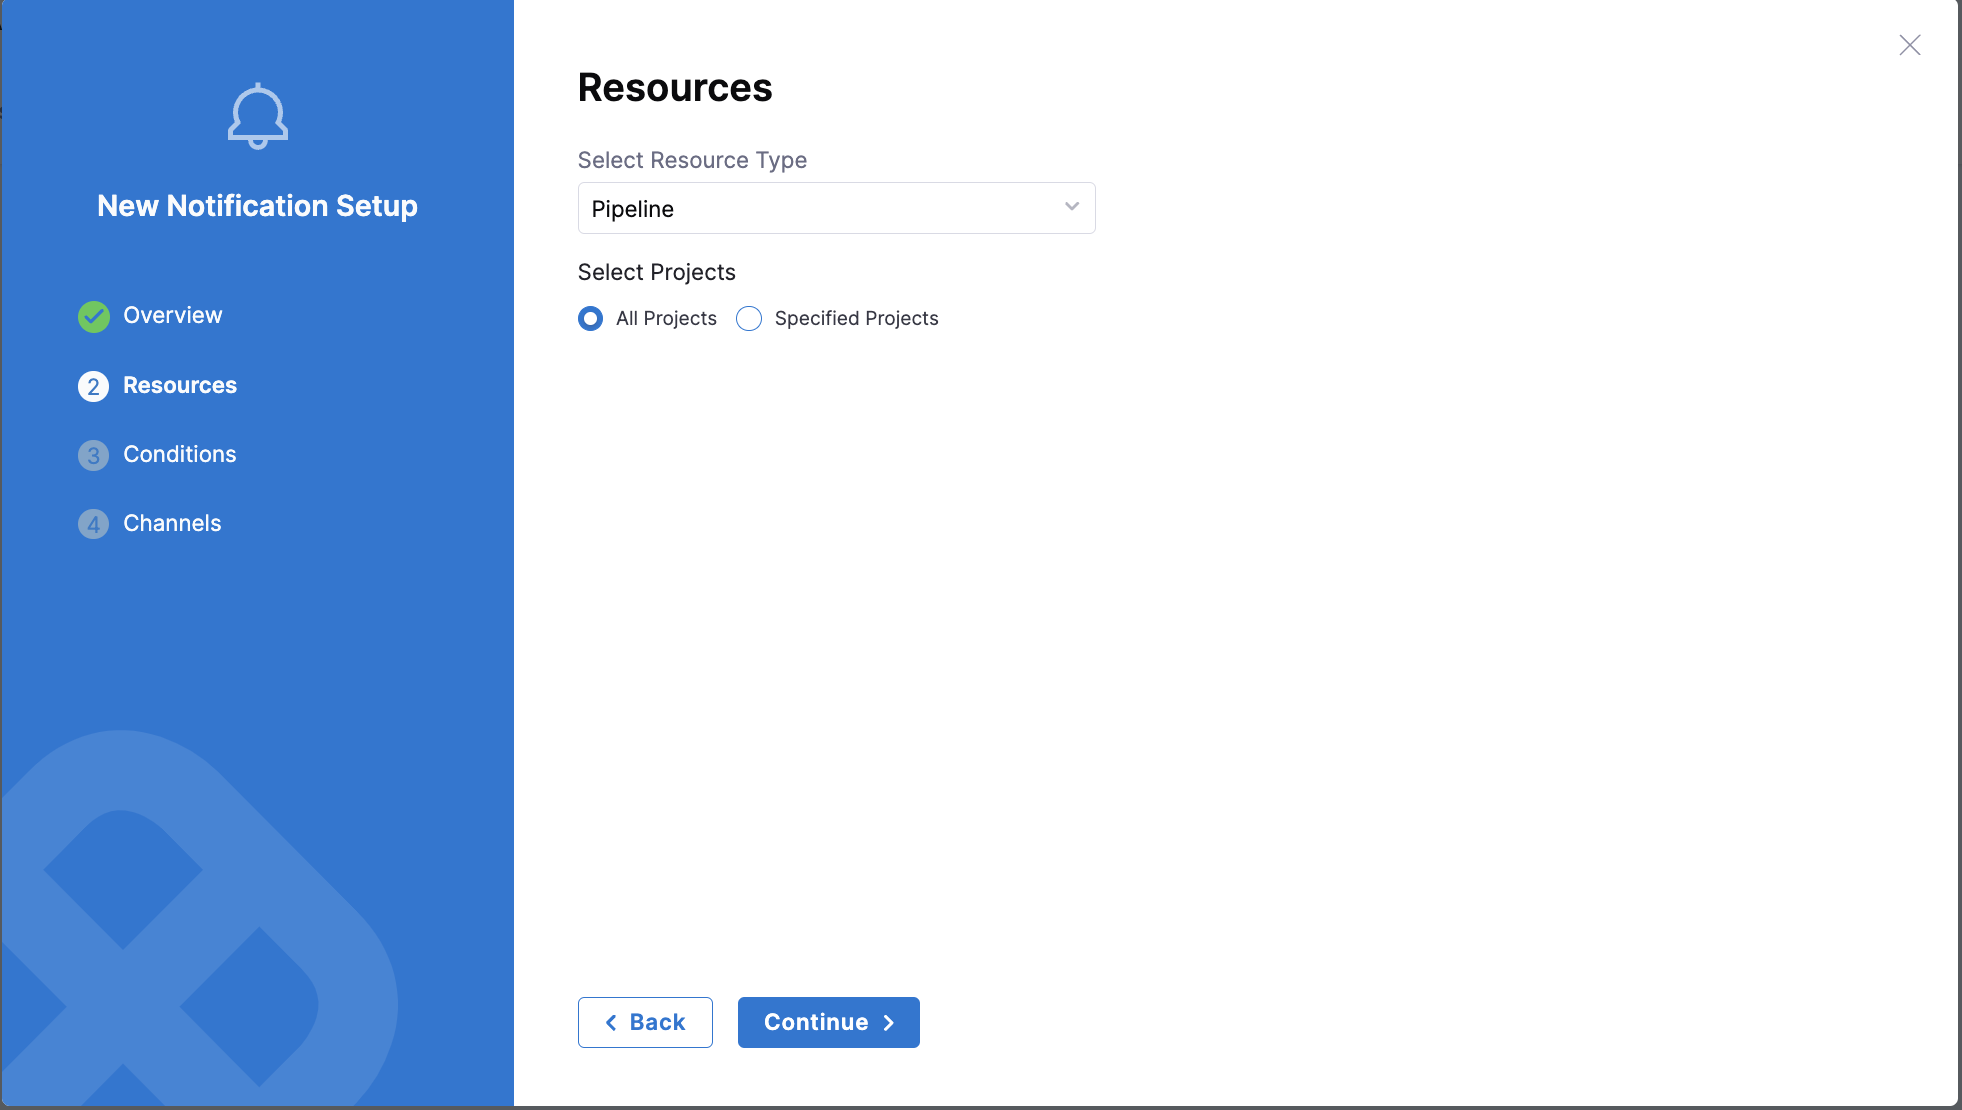 New Notification Setup
Overview
2 Resources
3 Conditions
4 Channels
Resources
Select Resource Type
Pipeline
Select Projects
All Projects Specified Projects
Back Continue